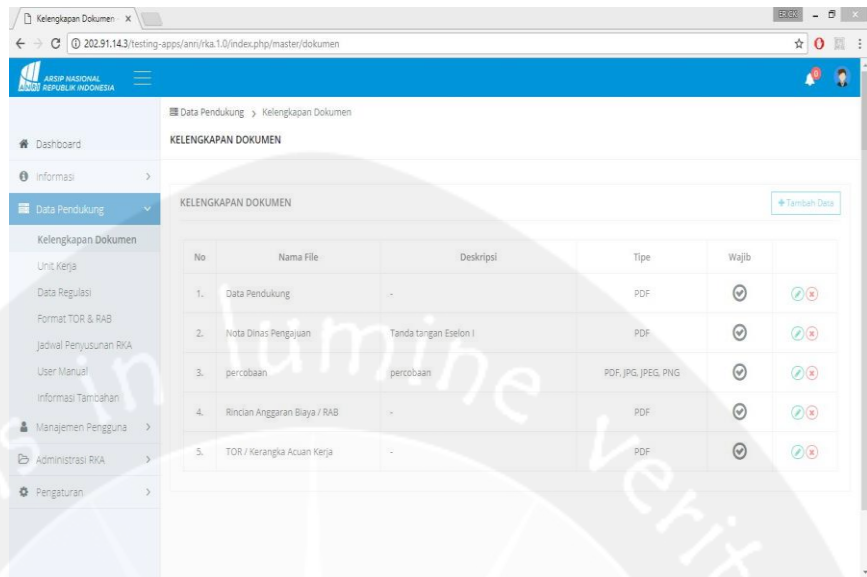 Kelengkapan Dokumen
ERICK
202.91.14.3/testing-apps/anri/rka.1.0/index.php/master/dokumen
ARSIP NASIONAL
REPUBLIK INDONESIA
Data Pendukung > Kelengkapan Dokumen
KELENGKAPAN DOKUMEN
Dashboard
Informasi
Data Pendukung
Kelengkapan Dokumen
Unit Kerja
Data Regulasi
Format TOR & RAB
Jadwal Penyusunan RKA
User Manual
Informasi Tambahan
Manajemen Pengguna
Administrasi RKA
Pengaturan
KELENGKAPAN DOKUMEN
+ Tambah Data
No Nama File Deskripsi Tipe Wajib
1. Data Pendukung - PDF
2. Nota Dinas Pengajuan Tanda tangan Eselon I PDF
3. percobaan percobaan PDF, JPG, JPEG, PNG
4. Rincian Anggaran Biaya / RAB - PDF
5. TOR / Kerangka Acuan Kerja - PDF
in lumine verit